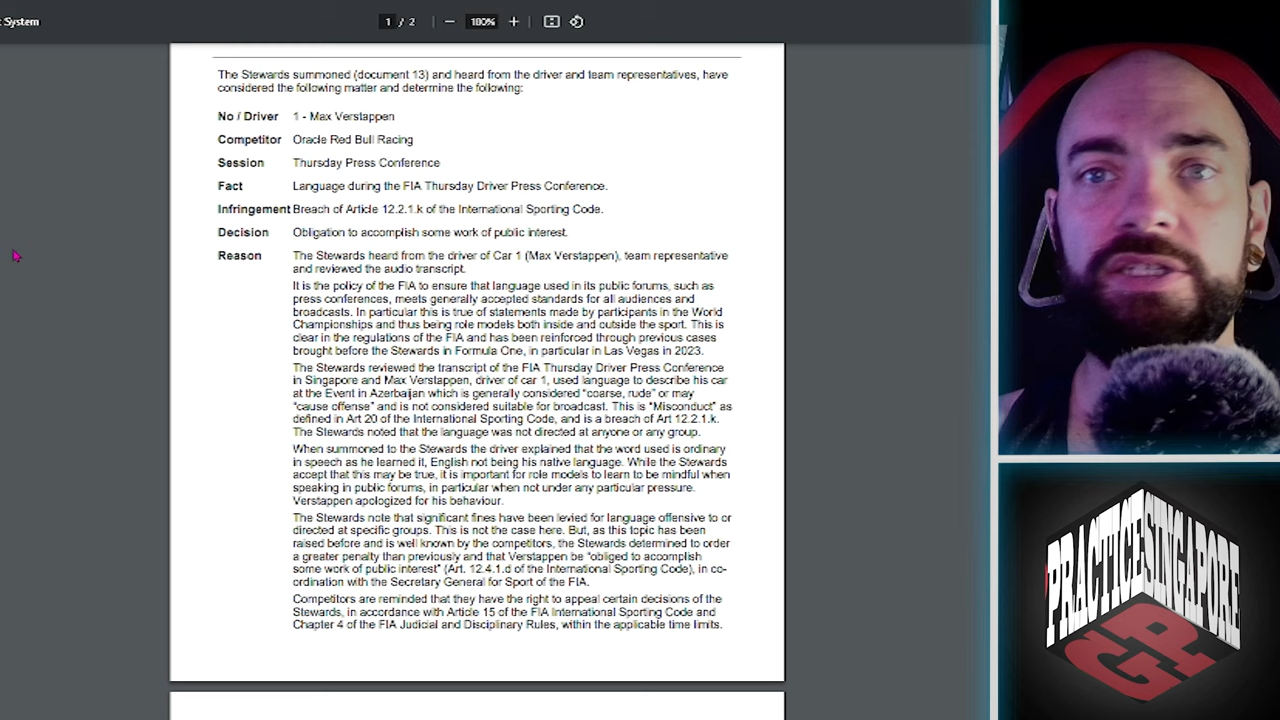 t System
1 / 2
180%
The Stewards summoned (document 13) and heard from the driver and team representatives, have
considered the following matter and determine the following:
No / Driver 1 - Max Verstappen
Competitor Oracle Red Bull Racing
Session Thursday Press Conference
Fact Language during the FIA Thursday Driver Press Conference.
Infringement Breach of Article 12.2.1.k of the International Sporting Code.
Decision Obligation to accomplish some work of public interest.
Reason The Stewards heard from the driver of Car 1 (Max Verstappen), team representative
and reviewed the audio transcript.
It is the policy of the FIA to ensure that language used in its public forums, such as
press conferences, meets generally accepted standards for all audiences and
broadcasts. In particular this is true of statements made by participants in the World
Championships and thus being role models both inside and outside the sport. This is
clear in the regulations of the FIA and has been reinforced through previous cases
brought before the Stewards in Formula One, in particular in Las Vegas in 2023.
The Stewards reviewed the transcript of the FIA Thursday Driver Press Conference
in Singapore and Max Verstappen, driver of car 1, used language to describe his car
at the Event in Azerbaijan which is generally considered "coarse, rude" or may
"cause offense" and is not considered suitable for broadcast. This is "Misconduct" as
defined in Art 20 of the International Sporting Code, and is a breach of Art 12.2.1.k.
The Stewards noted that the language was not directed at anyone or any group.
When summoned to the Stewards the driver explained that the word used is ordinary
in speech as he learned it, English not being his native language. While the Stewards
accept that this may be true, it is important for role models to learn to be mindful when
speaking in public forums, in particular when not under any particular pressure.
Verstappen apologized for his behaviour.
The Stewards note that significant fines have been levied for language offensive to or
directed at specific groups. This is not the case here. But, as this topic has been
raised before and is well known by the competitors, the Stewards determined to order
a greater penalty than previously and that Verstappen be "obliged to accomplish
some work of public interest" (Art. 12.4.1.d of the International Sporting Code), in co-
ordination with the Secretary General for Sport of the FIA.
Competitors are reminded that they have the right to appeal certain decisions of the
Stewards, in accordance with Article 15 of the FIA International Sporting Code and
Chapter 4 of the FIA Judicial and Disciplinary Rules, within the applicable time limits.
PRACTICE
SINGAPORE